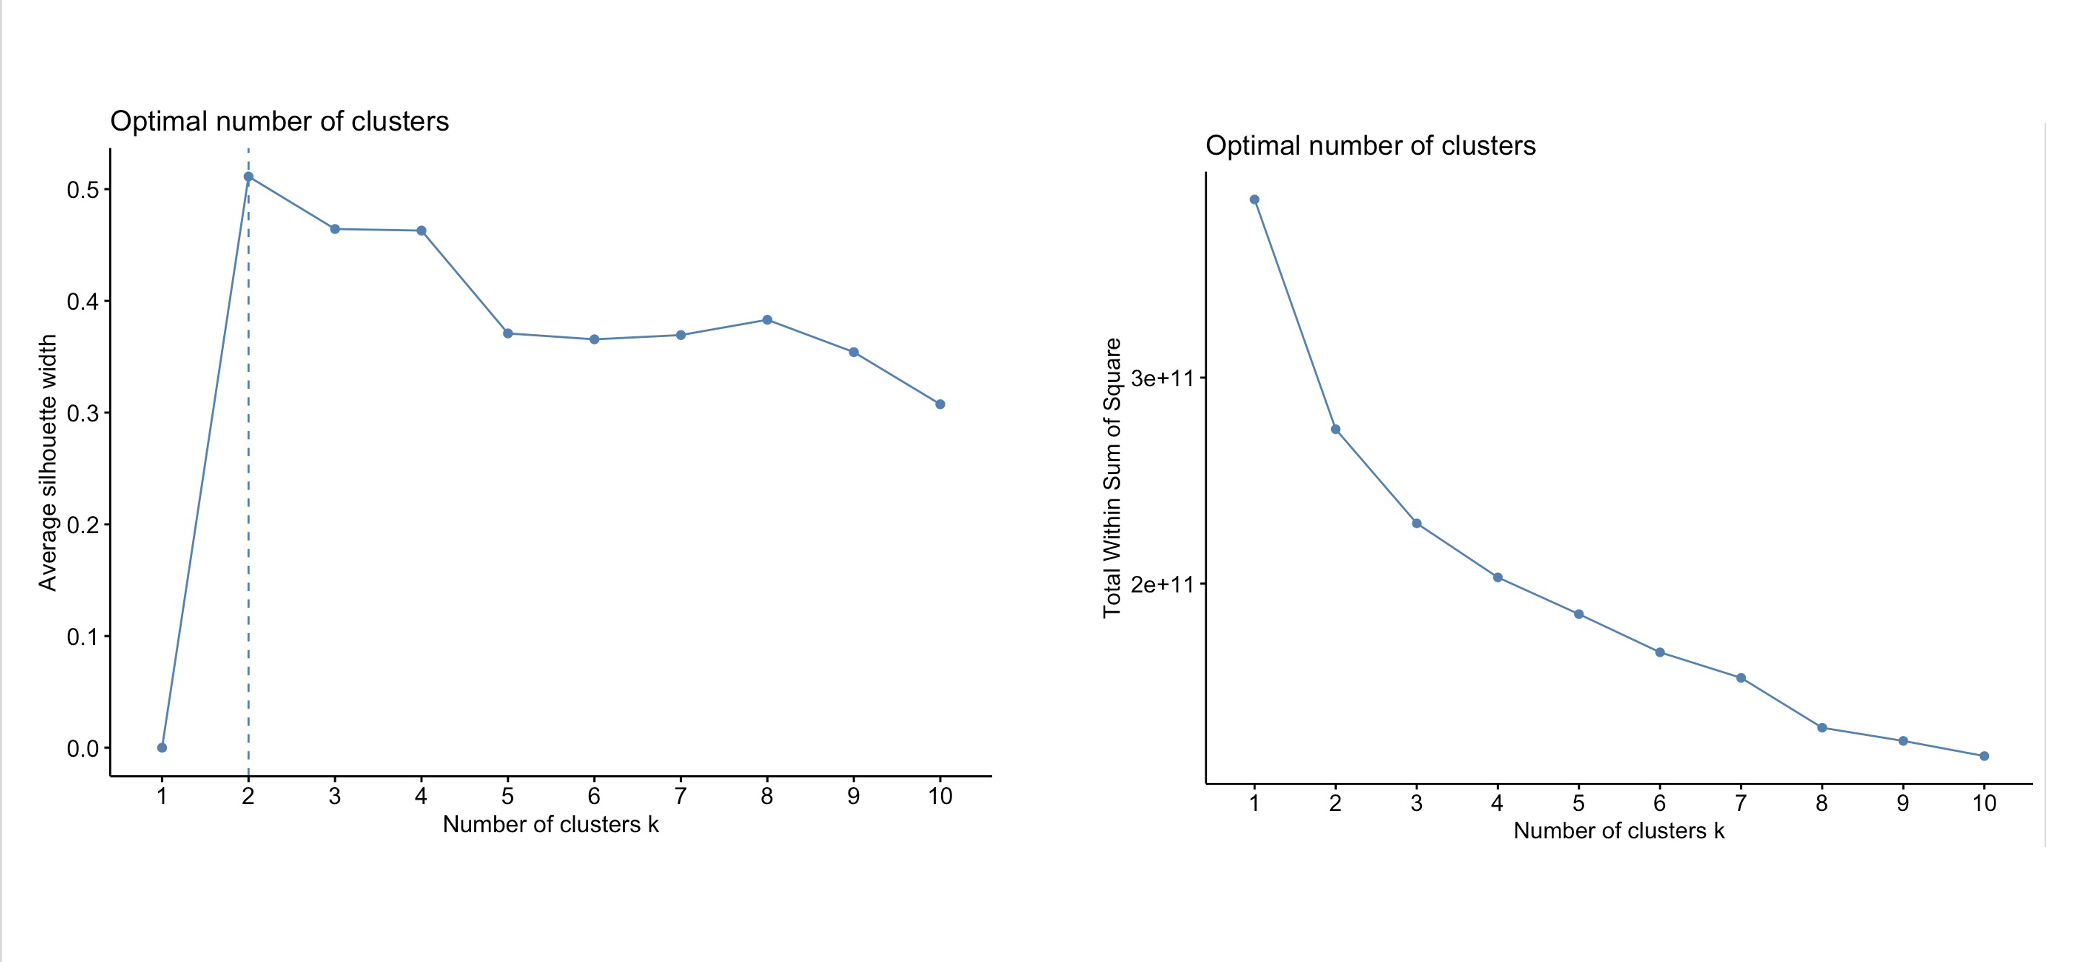 Optimal number of clusters
Average silhouette width
0.5
0.4
0.3
0.2
0.1
0.0
1 2 3 4 5 6 7 8 9 10
Number of clusters k
Optimal number of clusters
Total Within Sum of Square
3e+11
2e+11
1 2 3 4 5 6 7 8 9 10
Number of clusters k